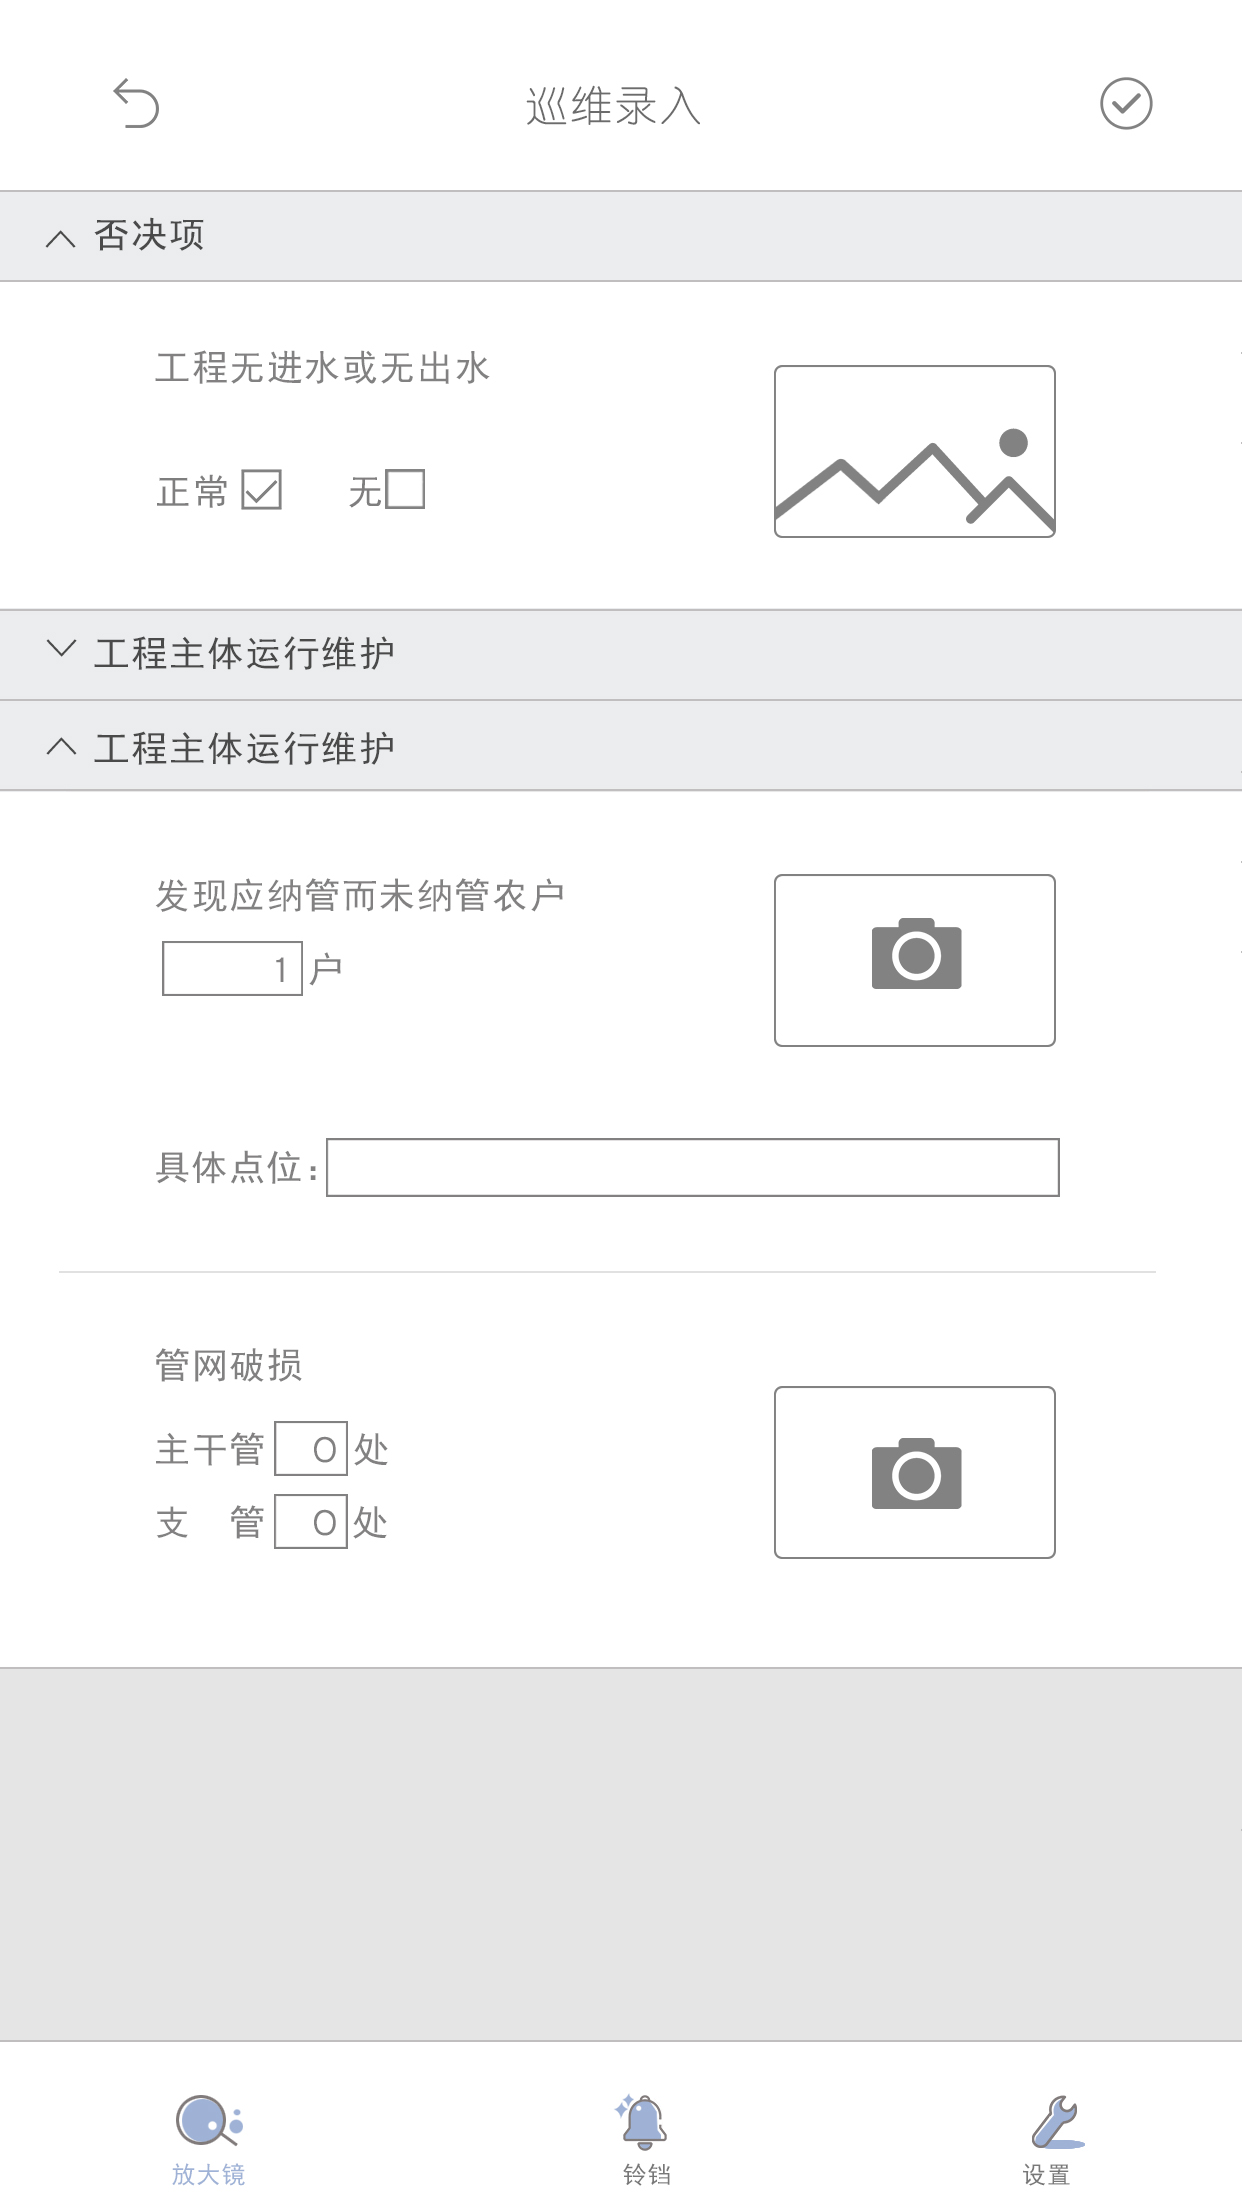 巡维录入
否决项
工程无进水或无出水
正常 无
工程主体运行维护
工程主体运行维护
发现应纳管而未纳管农户
1 户
具体点位:
管网破损
主干管 0 处
支 管 0 处
放大镜 铃铛 设置